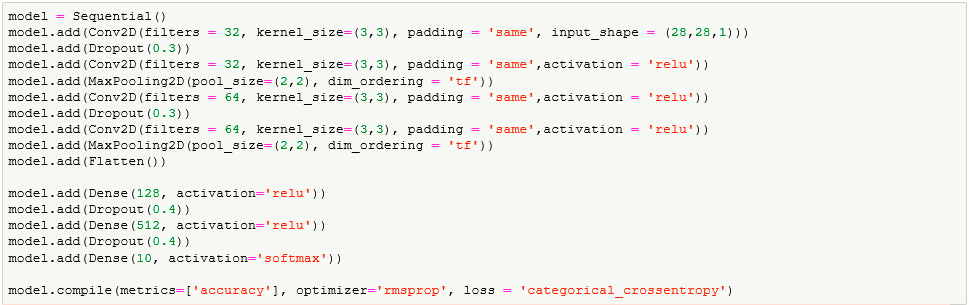 model = Sequential()
model.add(Conv2D(filters = 32, kernel_size=(3,3), padding = 'same', input_shape = (28,28,1)))
model.add(Dropout(0.3))
model.add(Conv2D(filters = 32, kernel_size=(3,3), padding = 'same',activation = 'relu'))
model.add(MaxPooling2D(pool_size=(2,2), dim_ordering = 'tf'))
model.add(Conv2D(filters = 64, kernel_size=(3,3), padding = 'same',activation = 'relu'))
model.add(Dropout(0.3))
model.add(Conv2D(filters = 64, kernel_size=(3,3), padding = 'same',activation = 'relu'))
model.add(MaxPooling2D(pool_size=(2,2), dim_ordering = 'tf'))
model.add(Flatten())

model.add(Dense(128, activation='relu'))
model.add(Dropout(0.4))
model.add(Dense(512, activation='relu'))
model.add(Dropout(0.4))
model.add(Dense(10, activation='softmax'))

model.compile(metrics=['accuracy'], optimizer='rmsprop', loss = 'categorical_crossentropy')